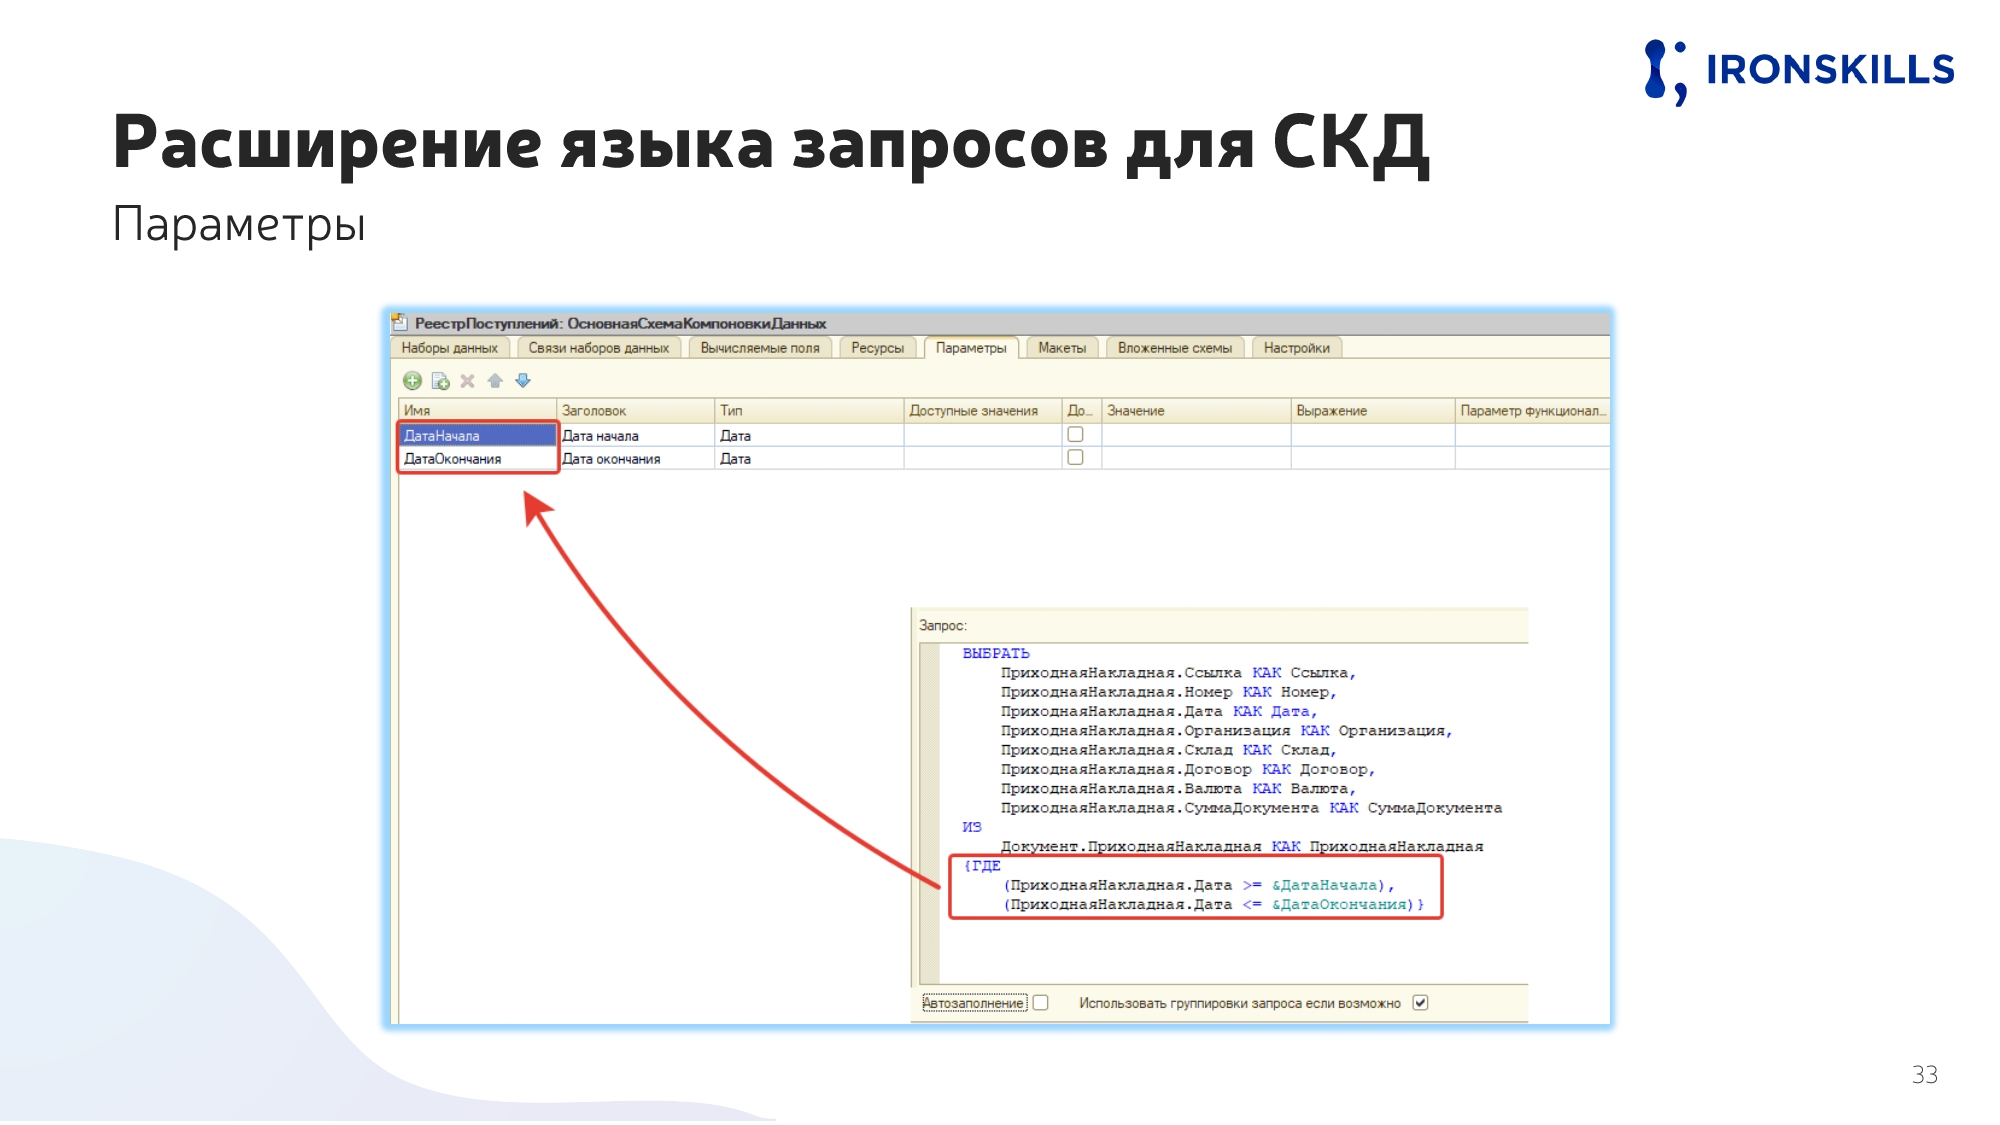 IRONSKILLS
Расширение языка запросов для СКД
Параметры
РеестрПоступлений: ОсновнаяСхемаКомпоновкиДанных
Наборы данных Связи наборов данных Вычисляемые поля Ресурсы Параметры Макеты Вложенные схемы Настройки
Имя Заголовок Тип Доступные значения До... Значение Выражение Параметр функционал...
ДатаНачала Дата начала Дата
ДатаОкончания Дата окончания Дата
Запрос:
ВЫБРАТЬ
ПриходнаяНакладная.Ссылка КАК Ссылка,
ПриходнаяНакладная.Номер КАК Номер,
ПриходнаяНакладная.Дата КАК Дата,
ПриходнаяНакладная.Организация КАК Организация,
ПриходнаяНакладная.Склад КАК Склад,
ПриходнаяНакладная.Договор КАК Договор,
ПриходнаяНакладная.Валюта КАК Валюта,
ПриходнаяНакладная.СуммаДокумента КАК СуммаДокумента
ИЗ
Документ.ПриходнаяНакладная КАК ПриходнаяНакладная
{ГДЕ
(ПриходнаяНакладная.Дата >= &ДатаНачала),
(ПриходнаяНакладная.Дата <= &ДатаОкончания)}
Автозаполнение Использовать группировки запроса если возможно
33